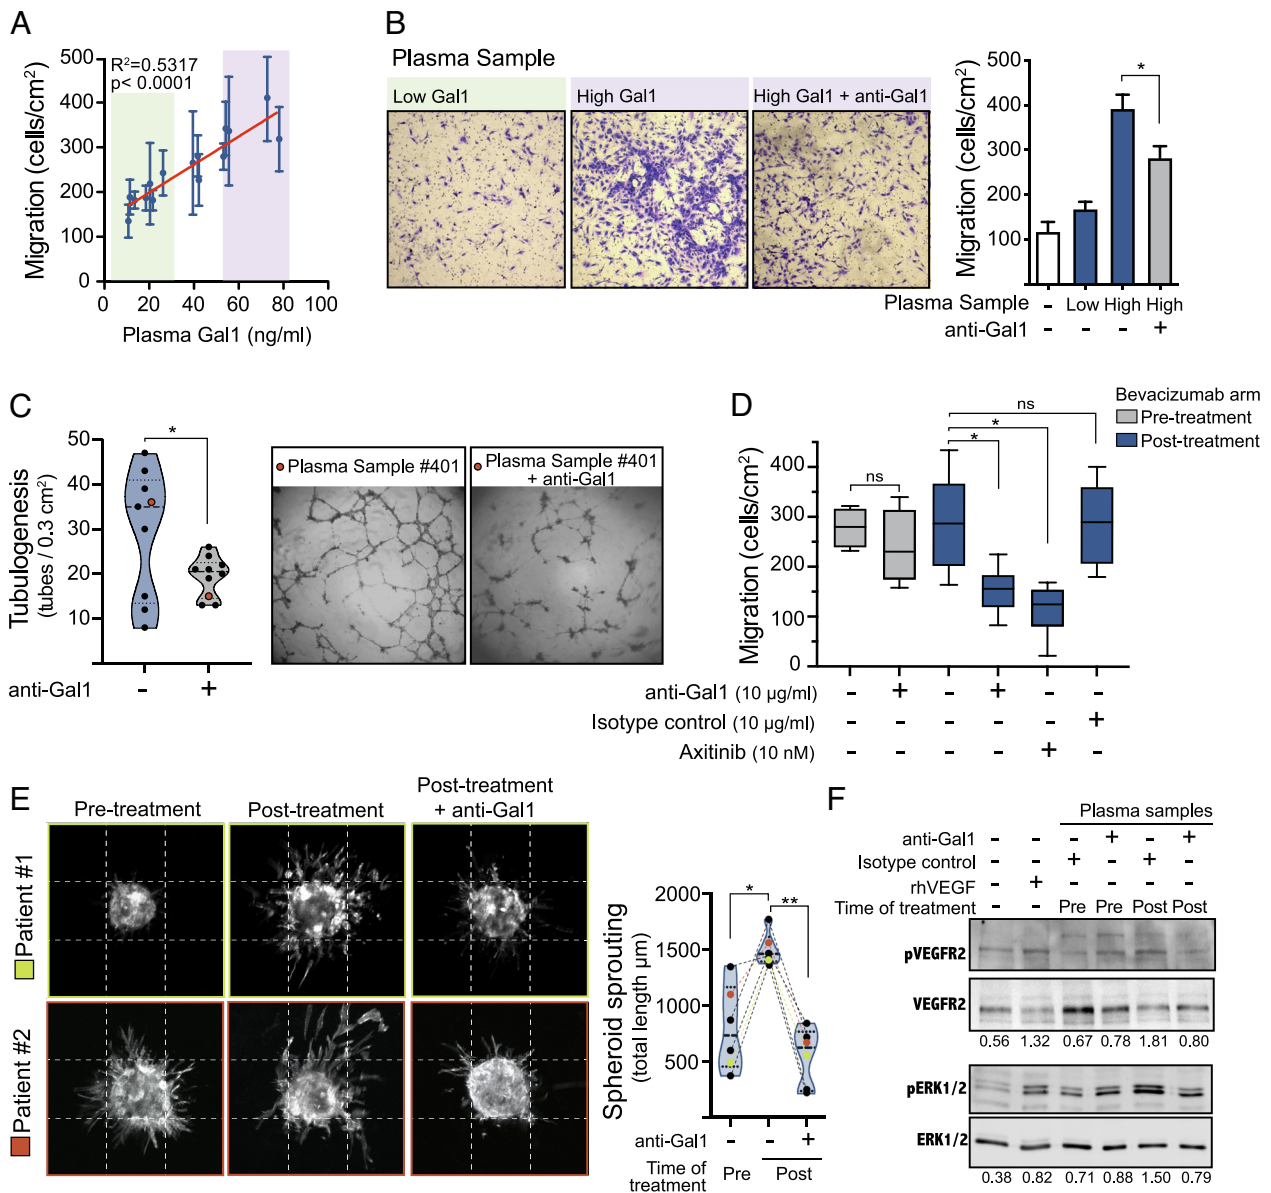 A
Migration (cells/cm²)
500
400
300
200
100
0
R²=0.5317
p< 0.0001
0 20 40 60 80 100
Plasma Gal1 (ng/ml)
B
Plasma Sample
Low Gal1
High Gal1
High Gal1 + anti-Gal1
Migration (cells/cm²)
500
400
300
200
100
*
Plasma Sample - Low High High
anti-Gal1 - - - +
C
Tubulogenesis
(tubes / 0.3 cm²)
50
40
30
20
10
*
anti-Gal1 - +
Plasma Sample #401
Plasma Sample #401
+ anti-Gal1
D
Bevacizumab arm
Pre-treatment
Post-treatment
Migration (cells/cm²)
400
300
200
100
0
ns
*
*
ns
anti-Gal1 (10 µg/ml) - + - + - -
Isotype control (10 µg/ml) - - - - - +
Axitinib (10 nM) - - - - + -
E
Pre-treatment
Post-treatment
Post-treatment
+ anti-Gal1
Patient #1
Patient #2
Spheroid sprouting
(total length µm)
2000
1500
1000
500
*
**
anti-Gal1 - - +
Time of
treatment
Pre Post
F
Plasma samples
anti-Gal1 - - - + - +
Isotype control - - + - + -
rhVEGF - + - - - -
Time of treatment - - Pre Pre Post Post
pVEGFR2
VEGFR2
0.56 1.32 0.67 0.78 1.81 0.80
pERK1/2
ERK1/2
0.38 0.82 0.71 0.88 1.50 0.79